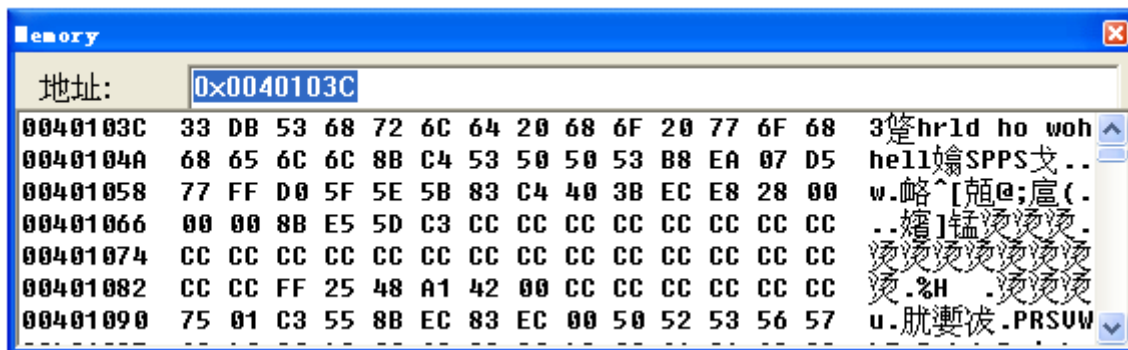 Memory
地址: 0x0040103C
0040103C 33 DB 53 68 72 6C 64 20 68 6F 20 77 6F 68 3跾hrld ho woh
0040104A 68 65 6C 6C 8B C4 53 50 50 53 B8 EA 07 D5 hell嬆SPPS戈..
00401058 77 FF D0 5F 5E 5B 83 C4 40 3B EC E8 28 00 w.衉^[兡@;扈(.
00401066 00 00 8B E5 5D C3 CC CC CC CC CC CC CC CC ..嬪]锰烫烫烫.
00401074 CC CC CC CC CC CC CC CC CC CC CC CC CC CC 烫烫烫烫烫烫烫
00401082 CC CC FF 25 48 A1 42 00 CC CC CC CC CC CC 烫.%H .烫烫烫
00401090 75 01 C3 55 8B EC 83 EC 00 50 52 53 56 57 u.肬嬱冹.PRSVW